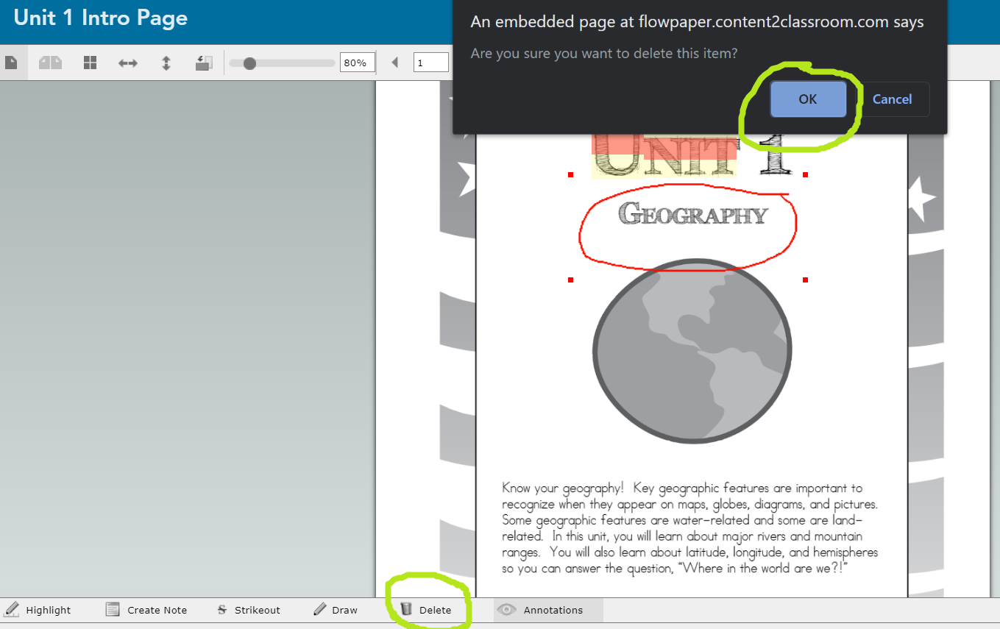 Unit 1 Intro Page
An embedded page at flowpaper.content2classroom.com says
Are you sure you want to delete this item?
OK Cancel
80% 1
UNIT 1
GEOGRAPHY
Know your geography! Key geographic features are important to
recognize when they appear on maps, globes, diagrams, and pictures.
Some geographic features are water-related and some are land-
related. In this unit, you will learn about major rivers and mountain
ranges. You will also learn about latitude, longitude, and hemispheres
so you can answer the question, "Where in the world are we?!"
Highlight Create Note S Strikeout Draw Delete Annotations